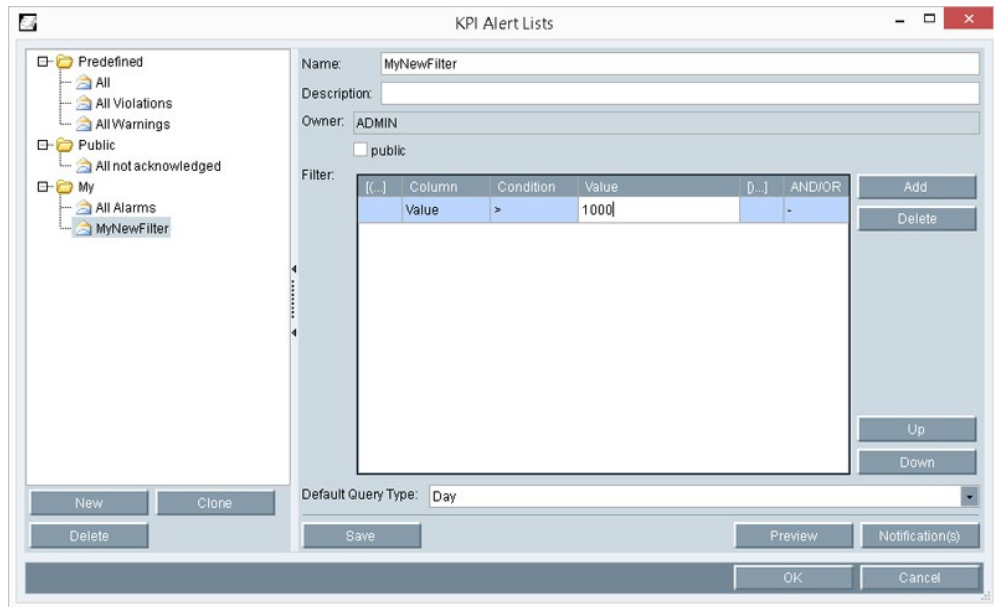 KPI Alert Lists
Predefined
All
All Violations
All Warnings
Public
All not acknowledged
My
All Alarms
MyNewFilter
New
Clone
Delete
Name: MyNewFilter
Description:
Owner: ADMIN
public
Filter:
[(...] Column Condition Value [)...] AND/OR
Value > 1000 -
Add
Delete
Up
Down
Default Query Type: Day
Save
Preview
Notification(s)
OK
Cancel